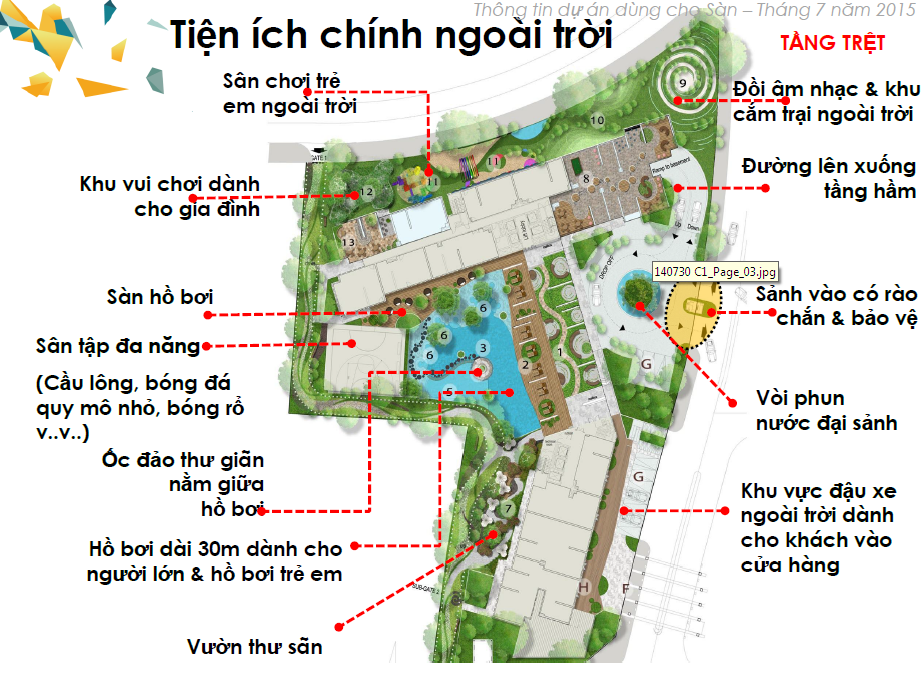 Thông tin dự án dùng cho Sàn – Tháng 7 năm 2015
Tiện ích chính ngoài trời
TẦNG TRỆT
Sân chơi trẻ
em ngoài trời
Đồi âm nhạc & khu
cắm trại ngoài trời
Khu vui chơi dành
cho gia đình
Đường lên xuống
tầng hầm
Sàn hồ bơi
Sân tập đa năng
(Cầu lông, bóng đá
quy mô nhỏ, bóng rổ
v..v..)
Ốc đảo thư giãn
nằm giữa
hồ bơi
Hồ bơi dài 30m dành cho
người lớn & hồ bơi trẻ em
Vườn thư sãn
Sảnh vào có rào
chắn & bảo vệ
Vòi phun
nước đại sảnh
Khu vực đậu xe
ngoài trời dành
cho khách vào
cửa hàng
140730 C1_Page_03.jpg
GATE 1
Ramp to basement
Up
Down
DROP OFF
SUB-GATE 2
9
10
11
11
12
13
8
6
6
6
3
5
2
1
7
G
G
H
F